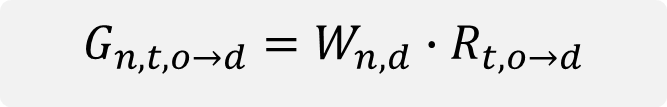 G_{n,t,o→d} = W_{n,d} · R_{t,o→d}